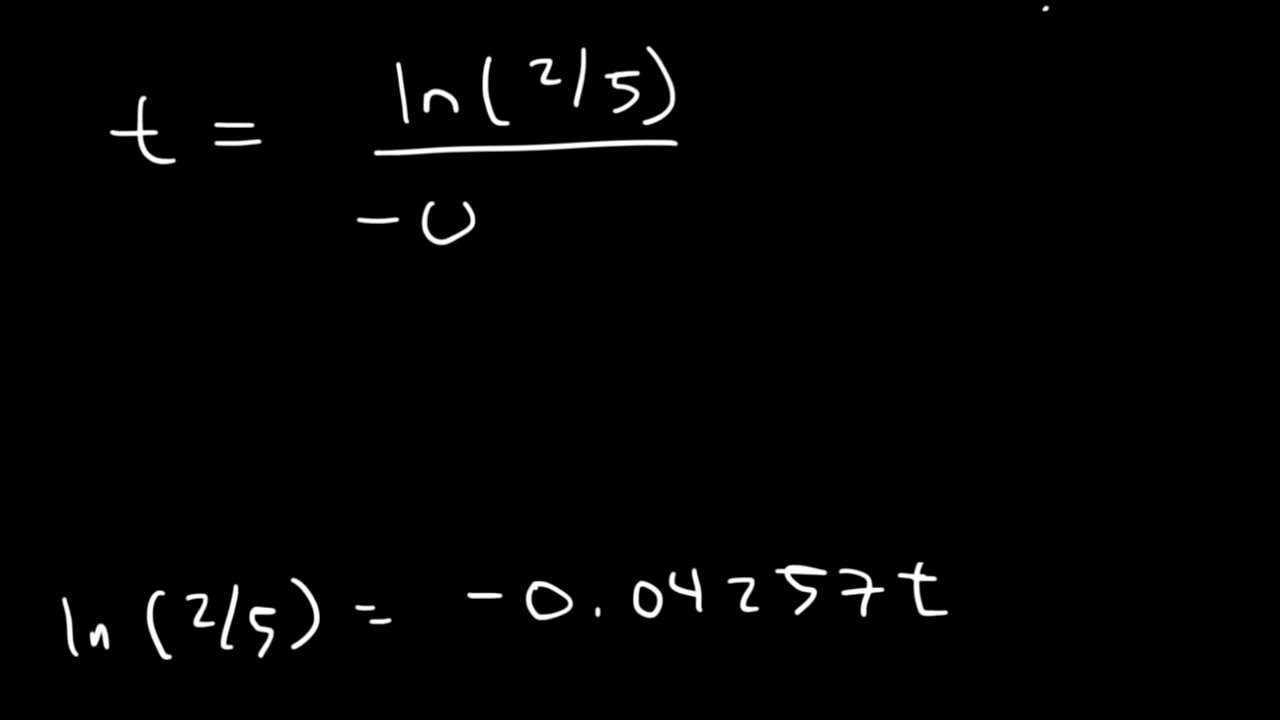 t = ln(2/5)
-0
ln(2/5) = -0.04257t